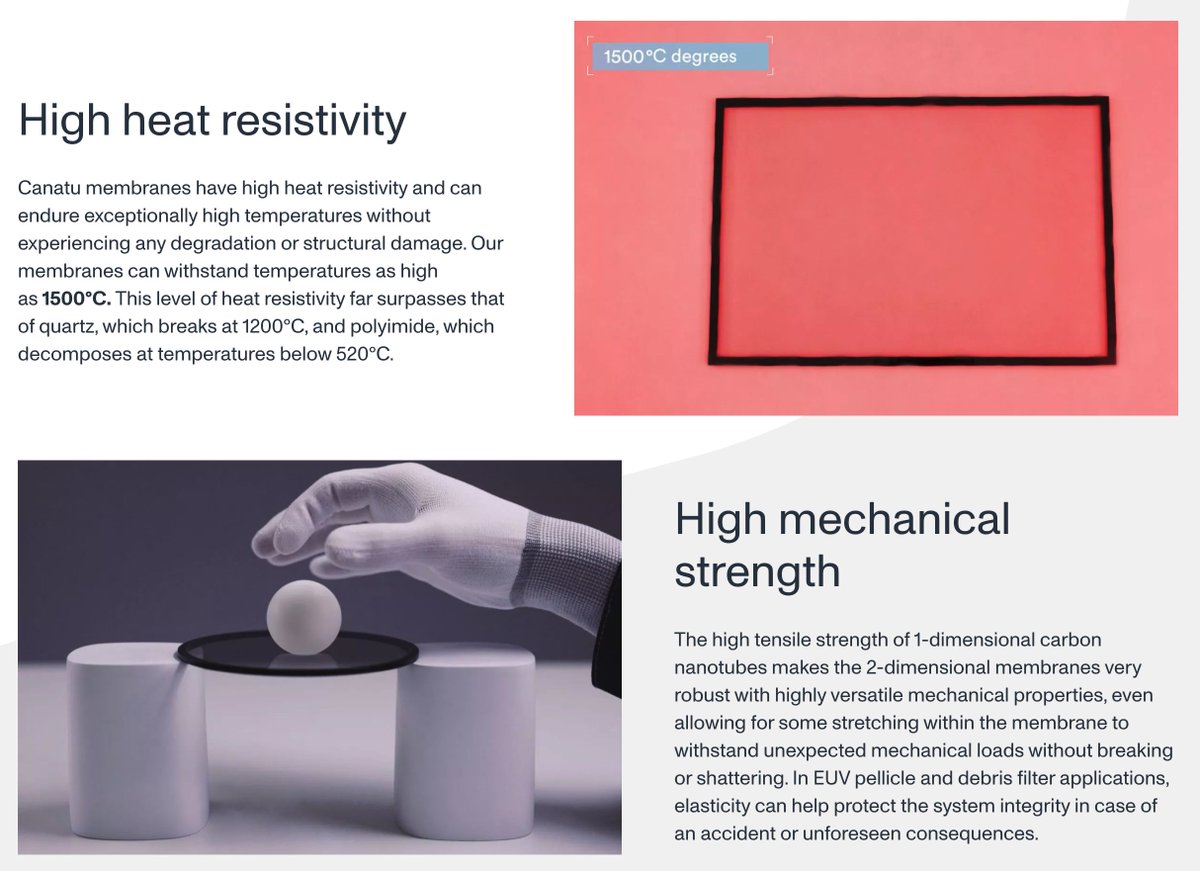 1500°C degrees
High heat resistivity
Canatu membranes have high heat resistivity and can
endure exceptionally high temperatures without
experiencing any degradation or structural damage. Our
membranes can withstand temperatures as high
as 1500°C. This level of heat resistivity far surpasses that
of quartz, which breaks at 1200°C, and polyimide, which
decomposes at temperatures below 520°C.
High mechanical
strength
The high tensile strength of 1-dimensional carbon
nanotubes makes the 2-dimensional membranes very
robust with highly versatile mechanical properties, even
allowing for some stretching within the membrane to
withstand unexpected mechanical loads without breaking
or shattering. In EUV pellicle and debris filter applications,
elasticity can help protect the system integrity in case of
an accident or unforeseen consequences.